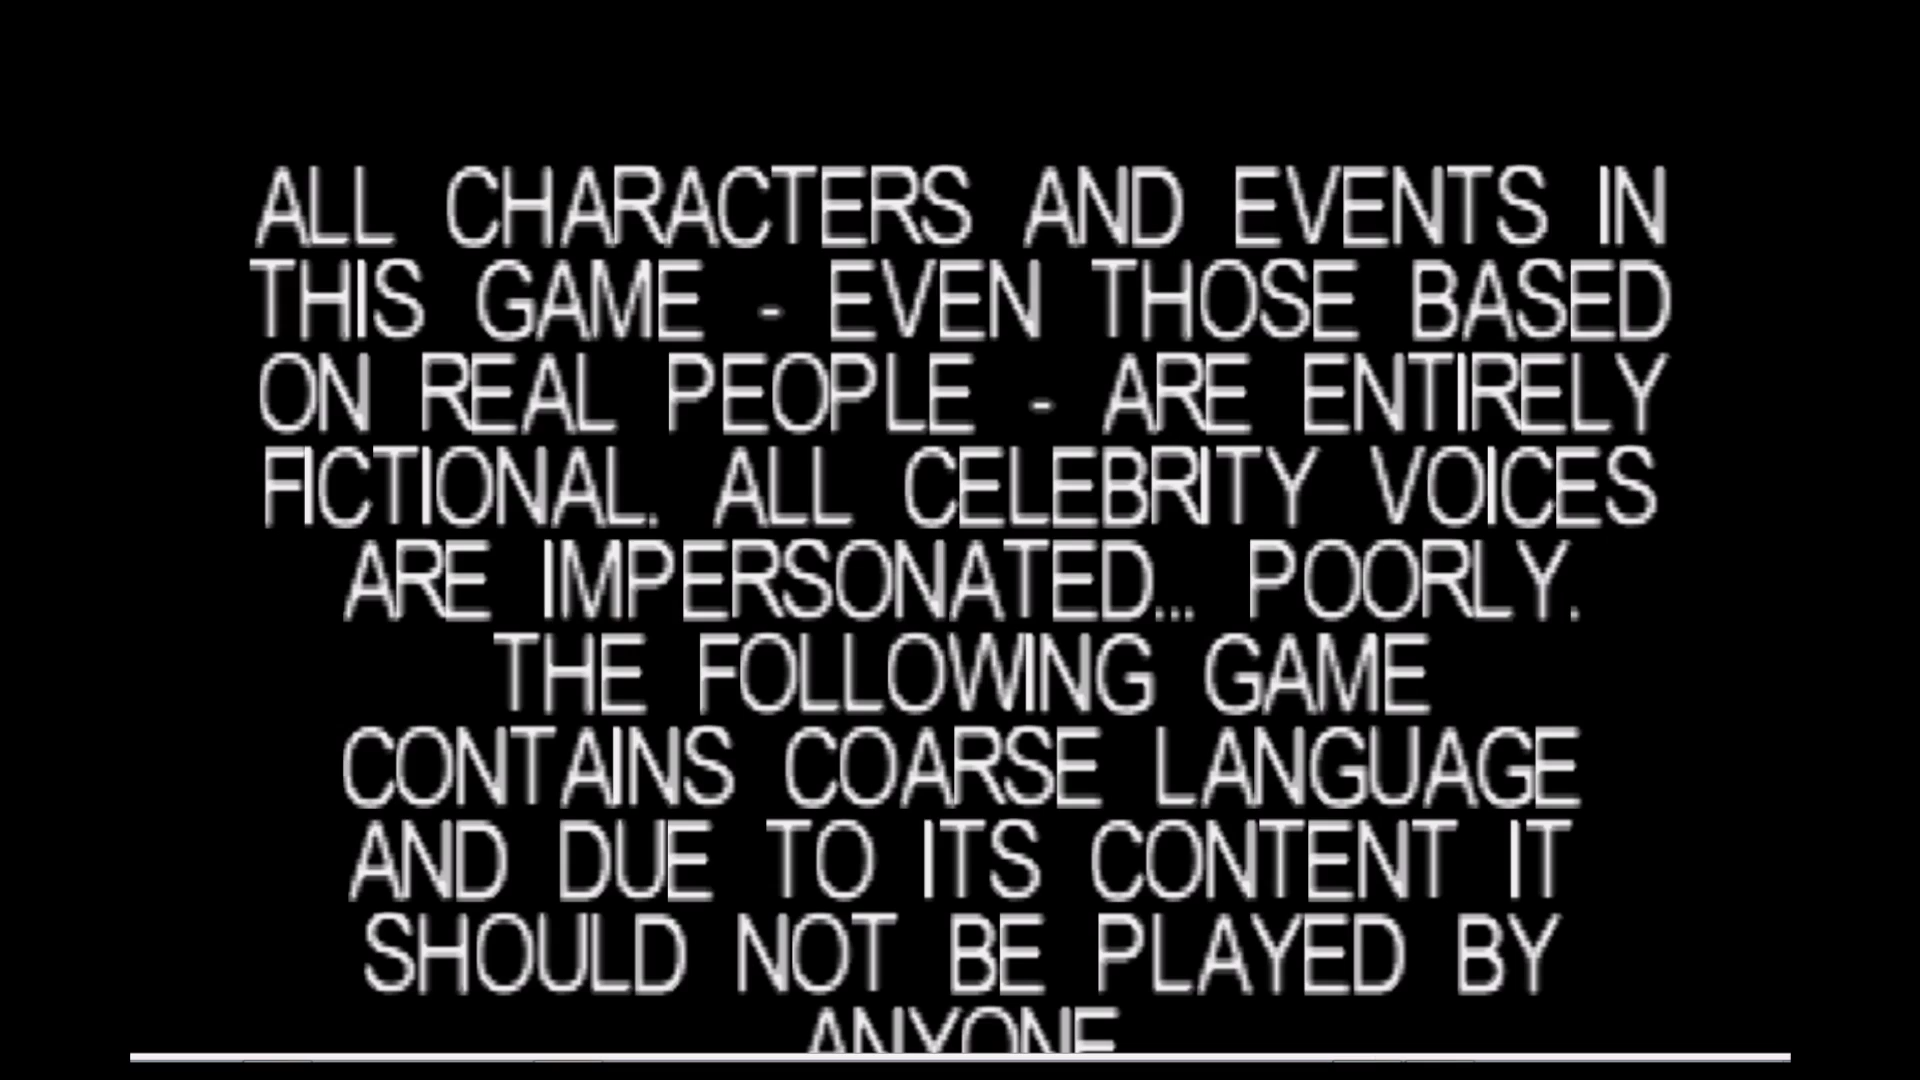 ALL CHARACTERS AND EVENTS IN
THIS GAME - EVEN THOSE BASED
ON REAL PEOPLE - ARE ENTIRELY
FICTIONAL. ALL CELEBRITY VOICES
ARE IMPERSONATED... POORLY.
THE FOLLOWING GAME
CONTAINS COARSE LANGUAGE
AND DUE TO ITS CONTENT IT
SHOULD NOT BE PLAYED BY
ANYONE